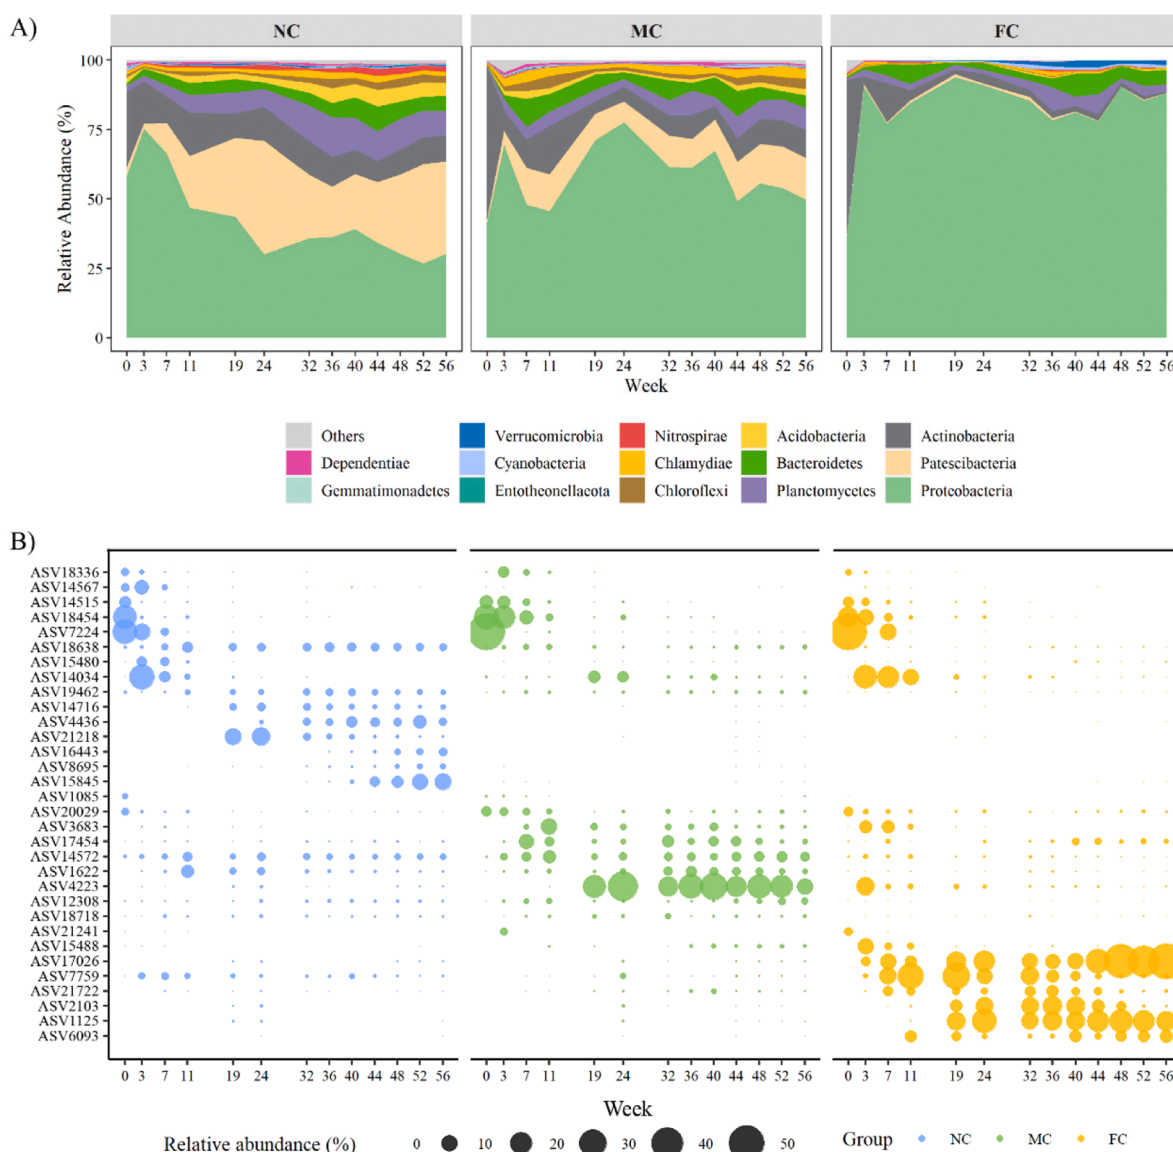 A)
NC MC FC
Relative Abundance (%)
100
75
50
25
0
0 3 7 11 19 24 32 36 40 44 48 52 56 0 3 7 11 19 24 32 36 40 44 48 52 56 0 3 7 11 19 24 32 36 40 44 48 52 56
Week
Others Verrucomicrobia Nitrospirae Acidobacteria Actinobacteria
Dependentiae Cyanobacteria Chlamydiae Bacteroidetes Patescibacteria
Gemmatimonadetes Entotheonellaeota Chloroflexi Planctomycetes Proteobacteria
B)
ASV18336
ASV14567
ASV14515
ASV18454
ASV7224
ASV18638
ASV15480
ASV14034
ASV19462
ASV14716
ASV4436
ASV21218
ASV16443
ASV8695
ASV15845
ASV1085
ASV20029
ASV3683
ASV17454
ASV14572
ASV1622
ASV4223
ASV12308
ASV18718
ASV21241
ASV15488
ASV17026
ASV7759
ASV21722
ASV2103
ASV1125
ASV6093
0 3 7 11 19 24 32 36 40 44 48 52 56 0 3 7 11 19 24 32 36 40 44 48 52 56 0 3 7 11 19 24 32 36 40 44 48 52 56
Week
Relative abundance (%) 0 10 20 30 40 50 Group NC MC FC